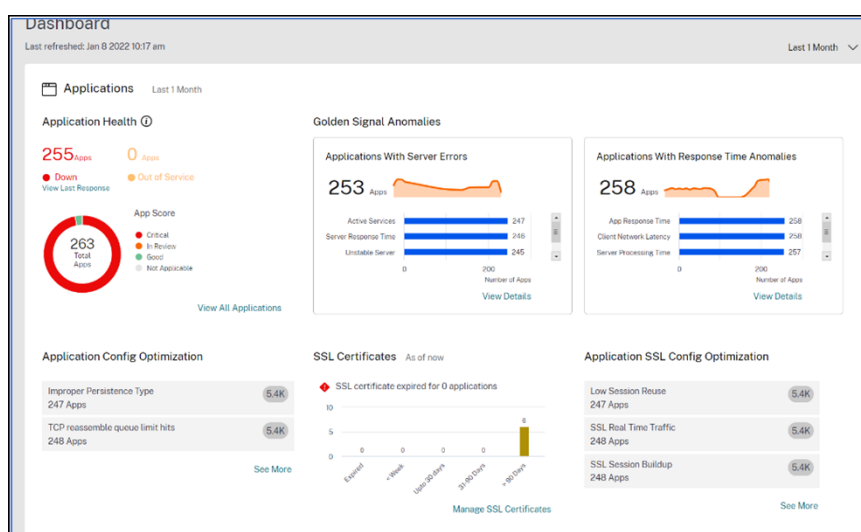 Dashboard
Last refreshed: Jan 8 2022 10:17 am
Last 1 Month
Applications Last 1 Month
Application Health
255 Apps
0 Apps
Down
Out of Service
View Last Response
App Score
263
Total
Apps
Critical
In Review
Good
Not Applicable
View All Applications
Golden Signal Anomalies
Applications With Server Errors
253 Apps
Active Services 247
Server Response Time 246
Unstable Server 245
0 200
Number of Apps
View Details
Applications With Response Time Anomalies
258 Apps
App Response Time 258
Client Network Latency 258
Server Processing Time 257
0 200
Number of Apps
View Details
Application Config Optimization
Improper Persistence Type
247 Apps
5.4K
TCP reassemble queue limit hits
248 Apps
5.4K
See More
SSL Certificates As of now
SSL certificate expired for 0 applications
10
5
0
0 0 0 0 6
Expired
< Week
Upto 30 days
31-90 Days
> 90 Days
Manage SSL Certificates
Application SSL Config Optimization
Low Session Reuse
247 Apps
5.4K
SSL Real Time Traffic
248 Apps
5.4K
SSL Session Buildup
248 Apps
5.4K
See More